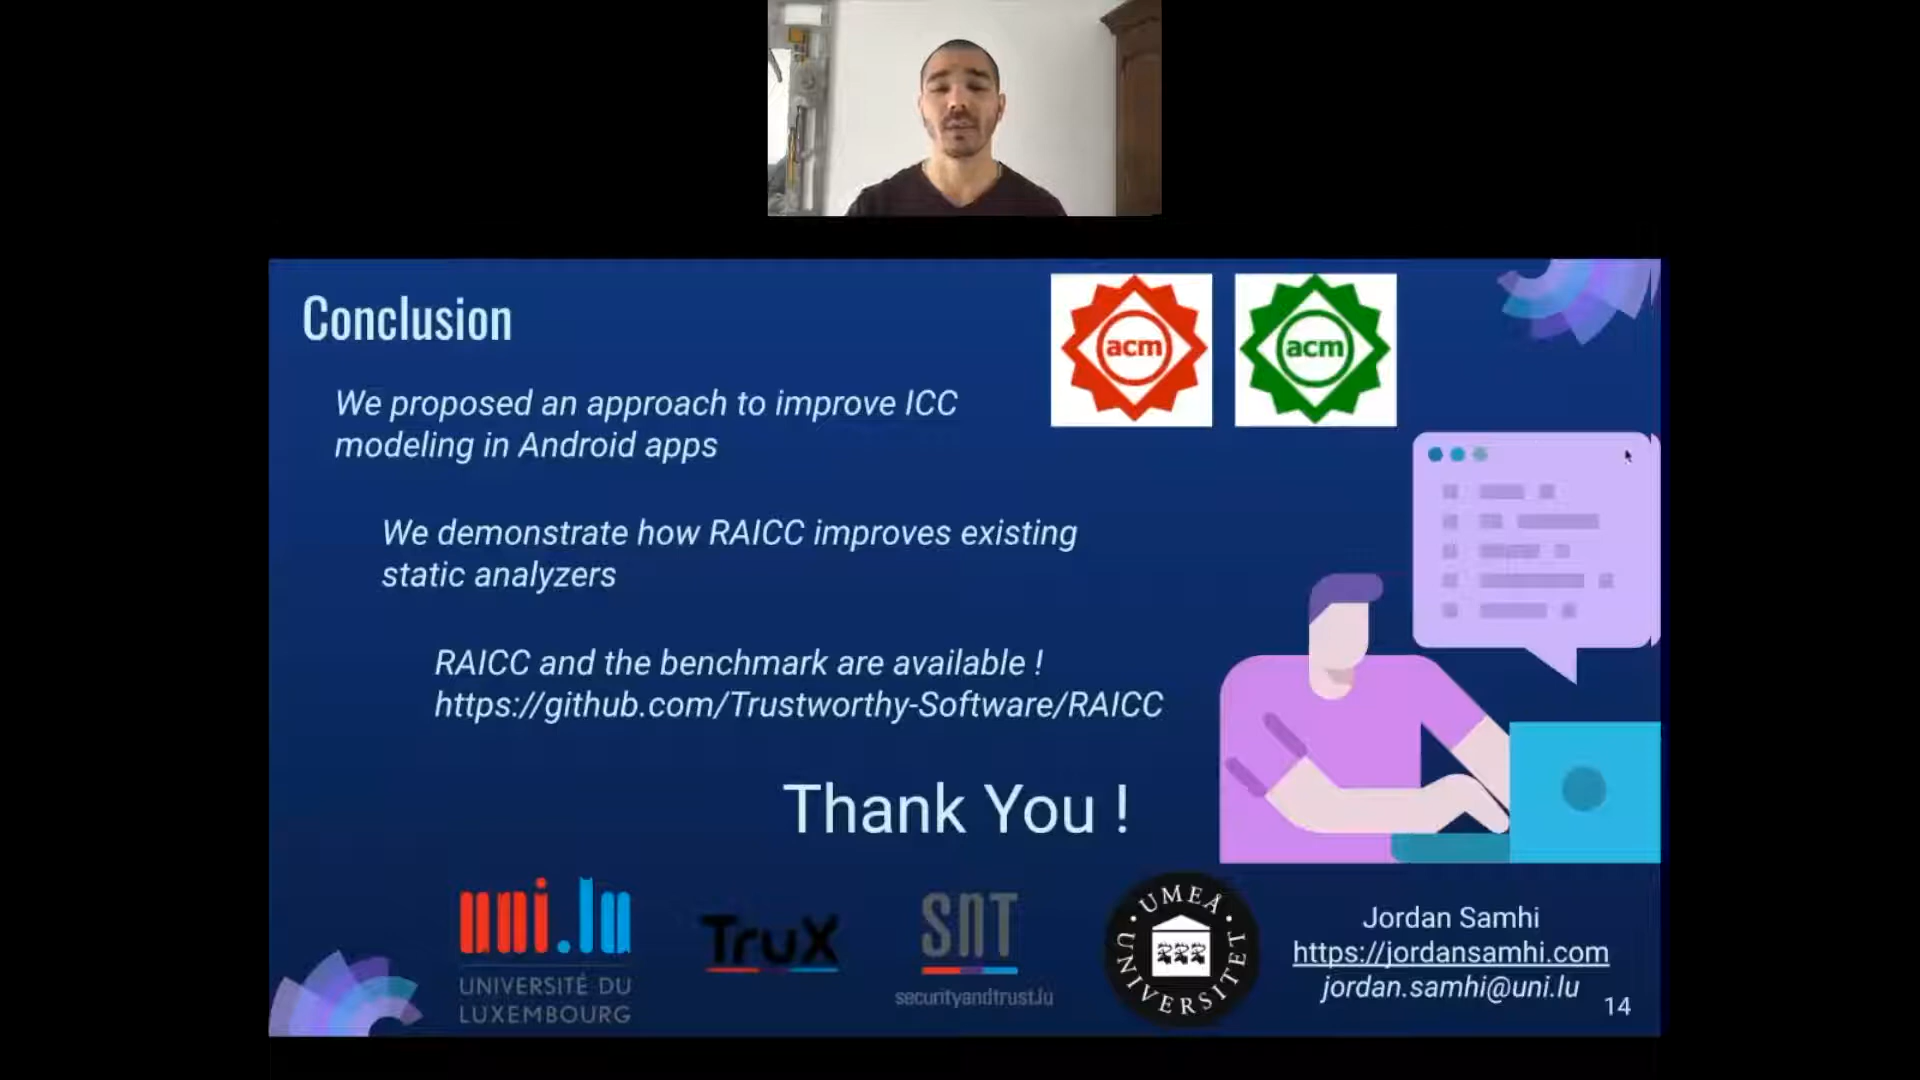 Conclusion
acm
acm
We proposed an approach to improve ICC
modeling in Android apps
We demonstrate how RAICC improves existing
static analyzers
RAICC and the benchmark are available !
https://github.com/Trustworthy-Software/RAICC
Thank You !
uni.lu
UNIVERSITÉ DU
LUXEMBOURG
TruX
SnT
securityandtrust.lu
UMEÅ
UNIVERSITET
Jordan Samhi
https://jordansamhi.com
jordan.samhi@uni.lu
14